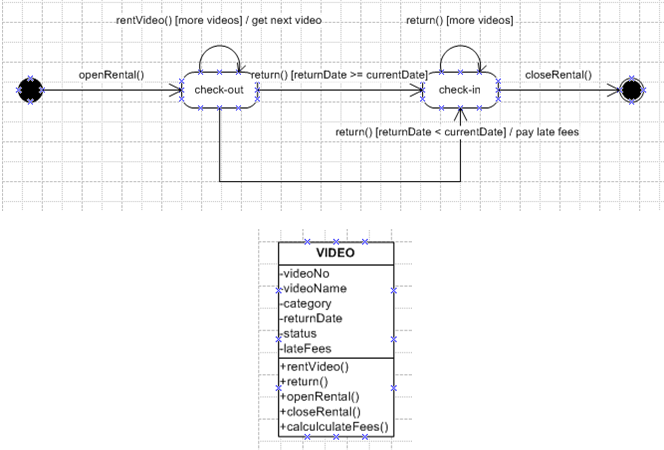 rentVideo() [more videos] / get next video
return() [more videos]
openRental()
check-out
return() [returnDate >= currentDate]
check-in
closeRental()
return() [returnDate < currentDate] / pay late fees
VIDEO
-videoNo
-videoName
-category
-returnDate
-status
-lateFees
+rentVideo()
+return()
+openRental()
+closeRental()
+calculculateFees()